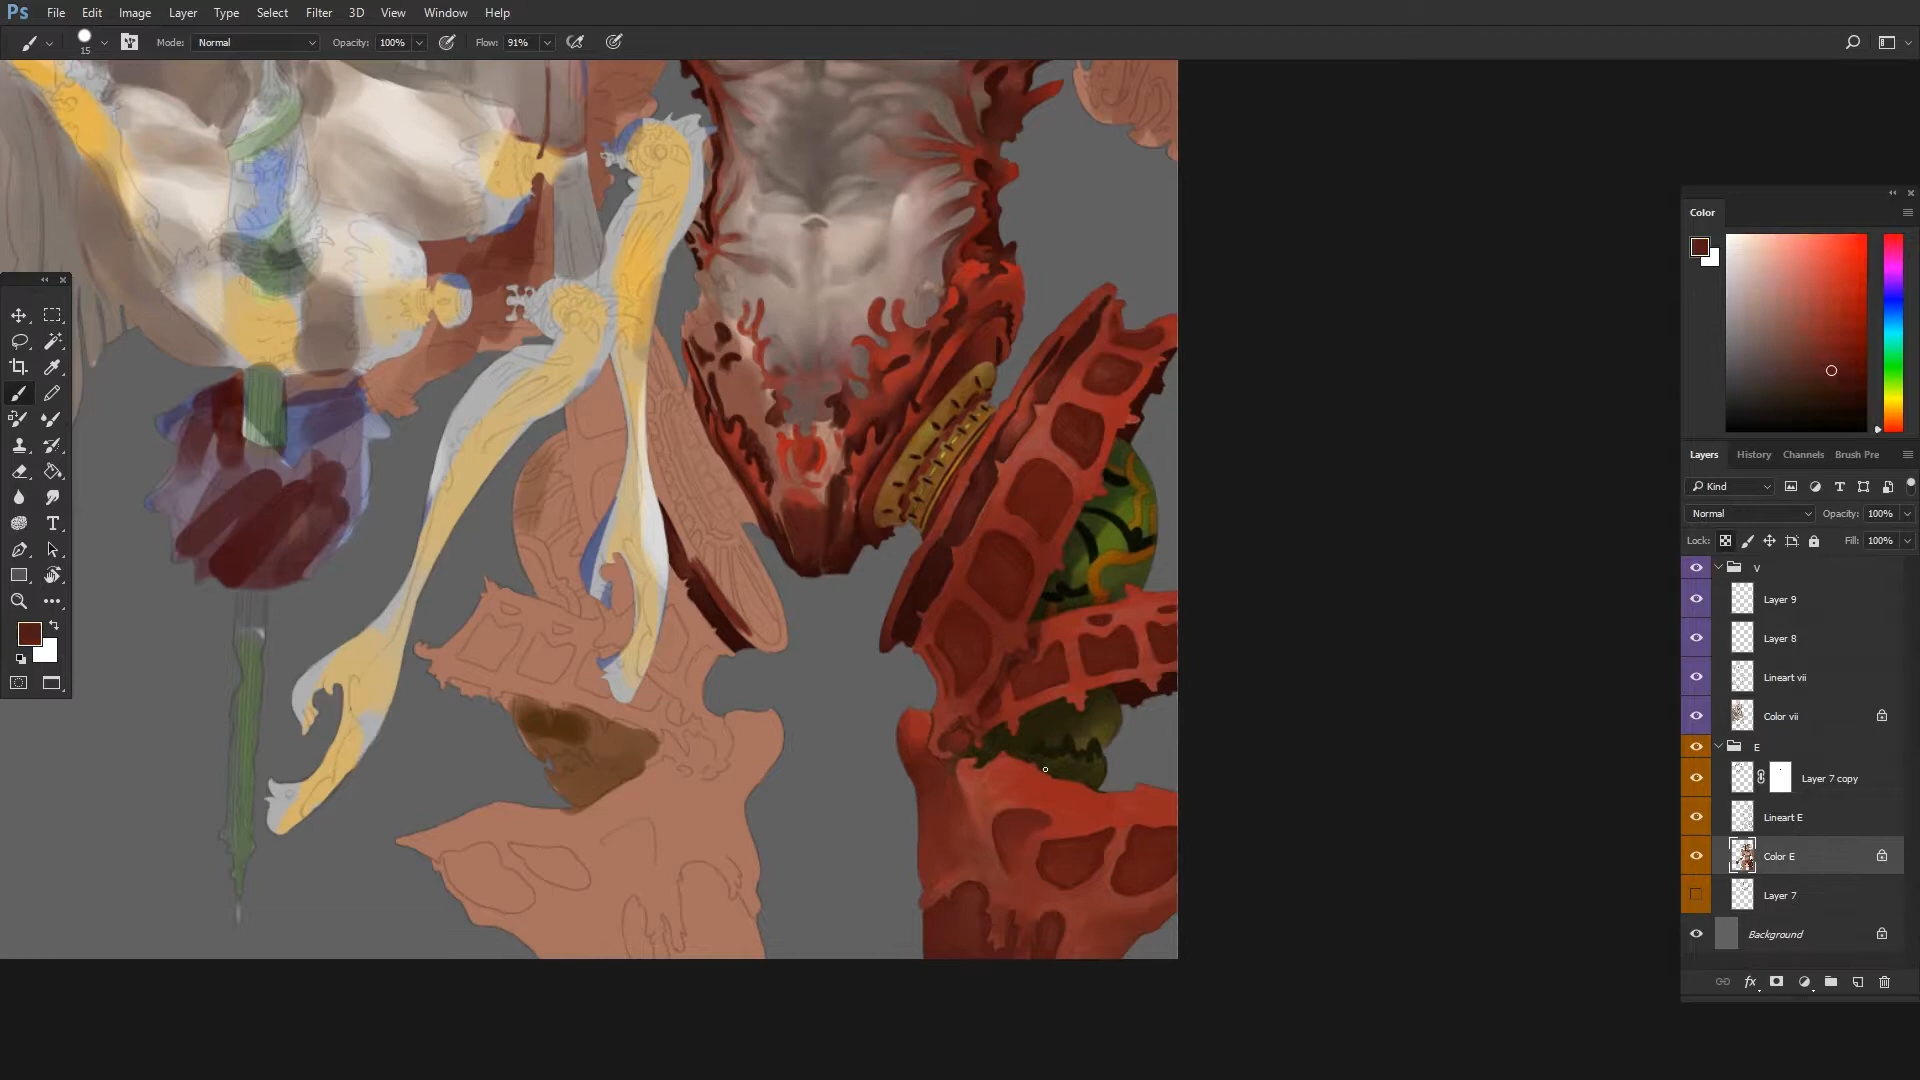 Ps File Edit Image Layer Type Select Filter 3D View Window Help
15 Mode: Normal Opacity: 100% Flow: 91%
Color
Layers History Channels Brush Pre
Kind
Normal Opacity: 100%
Lock: Fill: 100%
V
Layer 9
Layer 8
Lineart vii
Color vii
E
Layer 7 copy
Lineart E
Color E
Layer 7
Background
fx